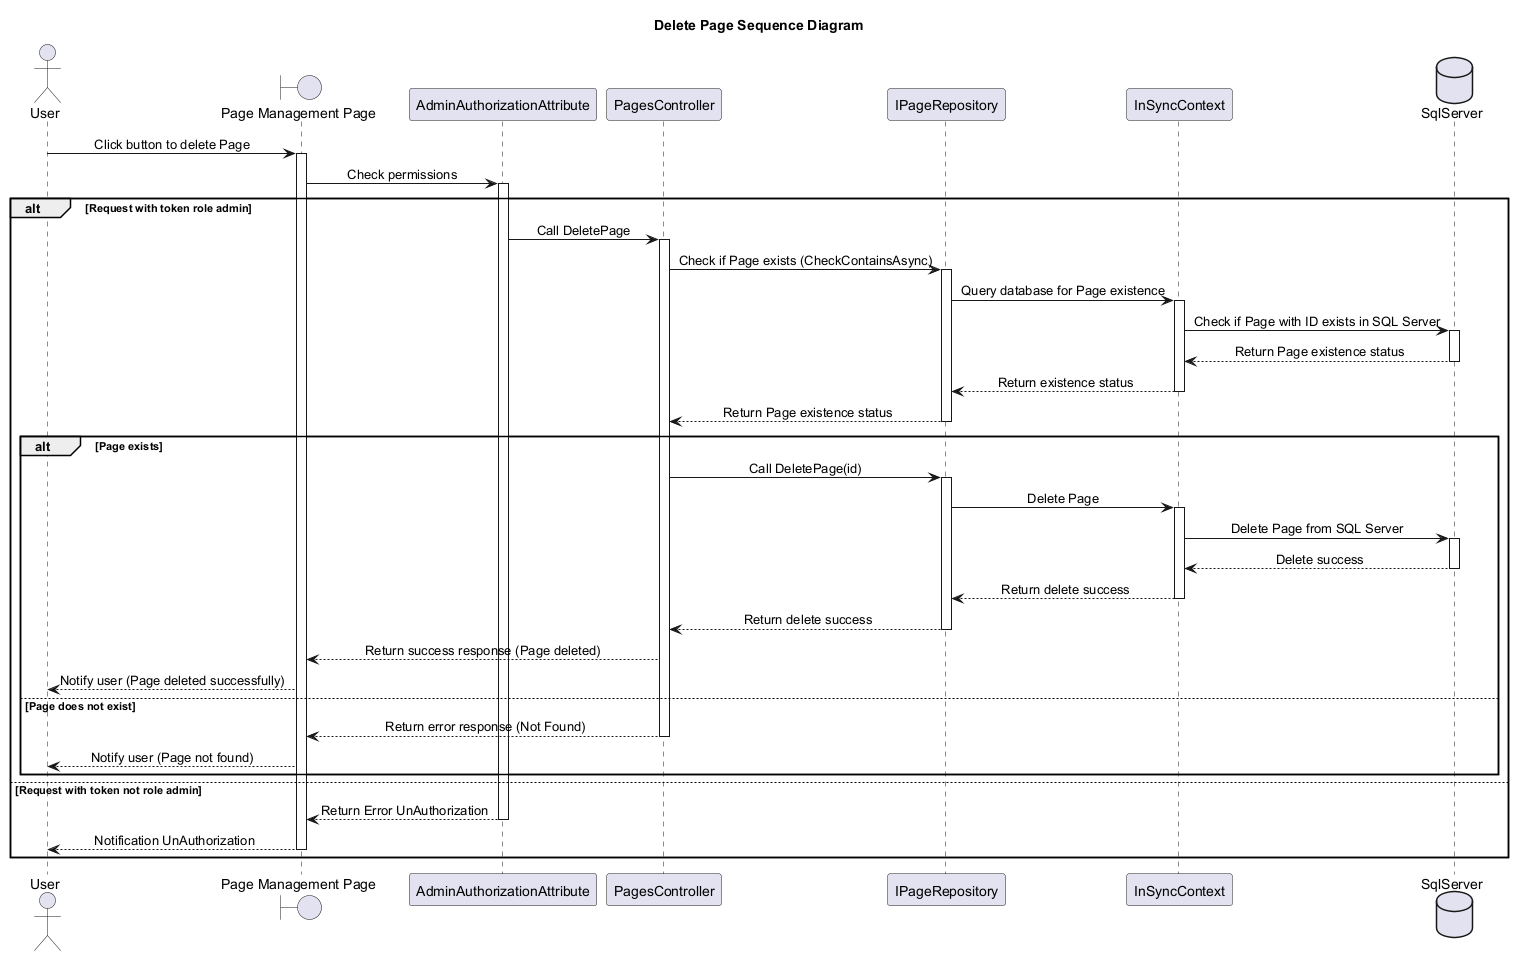 Delete Page Sequence Diagram
User
Page Management Page
AdminAuthorizationAttribute
PagesController
IPageRepository
InSyncContext
SqlServer
Click button to delete Page
Check permissions
alt
[Request with token role admin]
Call DeletePage
Check if Page exists (CheckContainsAsync)
Query database for Page existence
Check if Page with ID exists in SQL Server
Return Page existence status
Return existence status
Return Page existence status
alt
[Page exists]
Call DeletePage(id)
Delete Page
Delete Page from SQL Server
Delete success
Return delete success
Return delete success
Return success response (Page deleted)
Notify user (Page deleted successfully)
[Page does not exist]
Return error response (Not Found)
Notify user (Page not found)
[Request with token not role admin]
Return Error UnAuthorization
Notification UnAuthorization
User
Page Management Page
AdminAuthorizationAttribute
PagesController
IPageRepository
InSyncContext
SqlServer